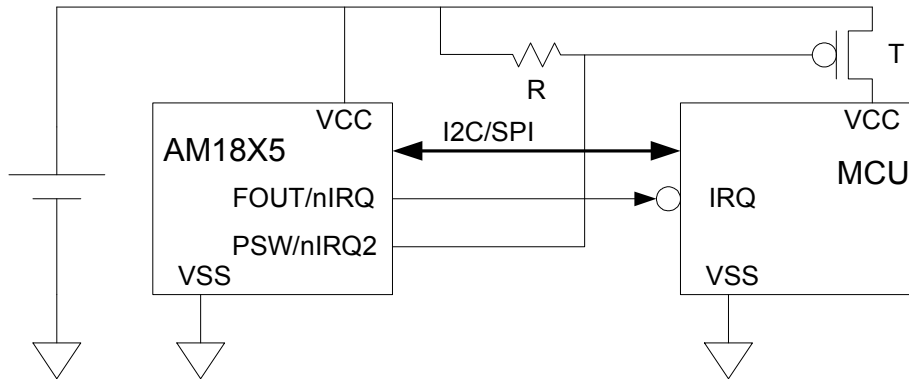 T
R
VCC
VCC
I2C/SPI
AM18X5
MCU
FOUT/nIRQ
IRQ
PSW/nIRQ2
VSS
VSS